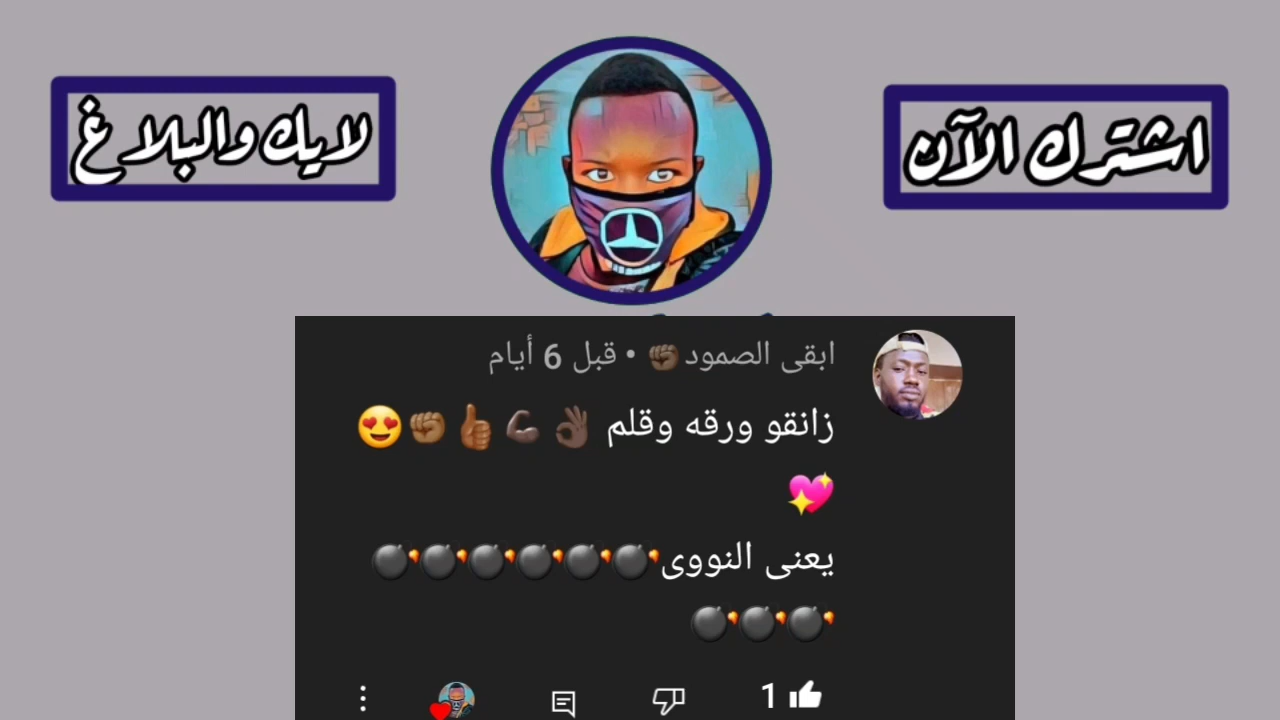 اشترك الآن
لايك والبلاغ
ابقى الصمود✊🏾 • قبل 6 أيام
زانقو ورقه وقلم 👌🏿💪🏿👍🏾✊🏾😍
💖
يعنى النووى💣💣💣💣💣💣
💣💣💣
1